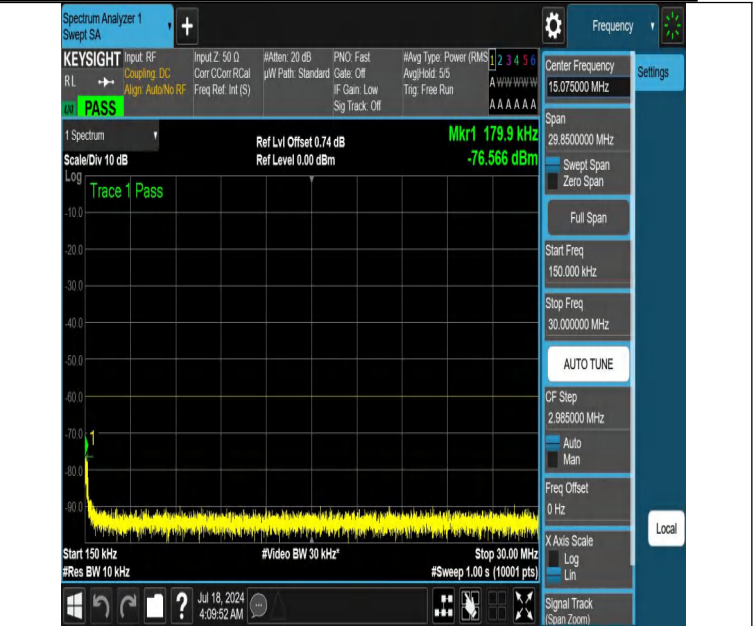 Spectrum Analyzer 1
Swept SA
+
Frequency
KEYSIGHT
RL
PASS
Input: RF
Coupling: DC
Align: Auto/No RF
Input Z: 50 Ω
Corr CCorr RCal
Freq Ref: Int (S)
#Atten: 20 dB
µW Path: Standard
PNO: Fast
Gate: Off
IF Gain: Low
Sig Track: Off
#Avg Type: Power (RMS
Avg|Hold: 5/5
Trig: Free Run
1 2 3 4 5 6
A W W W W W
A A A A A A
1 Spectrum
Scale/Div 10 dB
Ref Lvl Offset 0.74 dB
Ref Level 0.00 dBm
Mkr1 179.9 kHz
-76.566 dBm
Log
Trace 1 Pass
-10.0
-20.0
-30.0
-40.0
-50.0
-60.0
-70.0
1
-80.0
-90.0
Start 150 kHz
#Video BW 30 kHz*
Stop 30.00 MHz
#Res BW 10 kHz
#Sweep 1.00 s (10001 pts)
?
Jul 18, 2024
4:09:52 AM
Center Frequency
15.075000 MHz
Settings
Span
29.8500000 MHz
Swept Span
Zero Span
Full Span
Start Freq
150.000 kHz
Stop Freq
30.000000 MHz
AUTO TUNE
CF Step
2.985000 MHz
Auto
Man
Freq Offset
0 Hz
Local
X Axis Scale
Log
Lin
Signal Track
(Span Zoom)